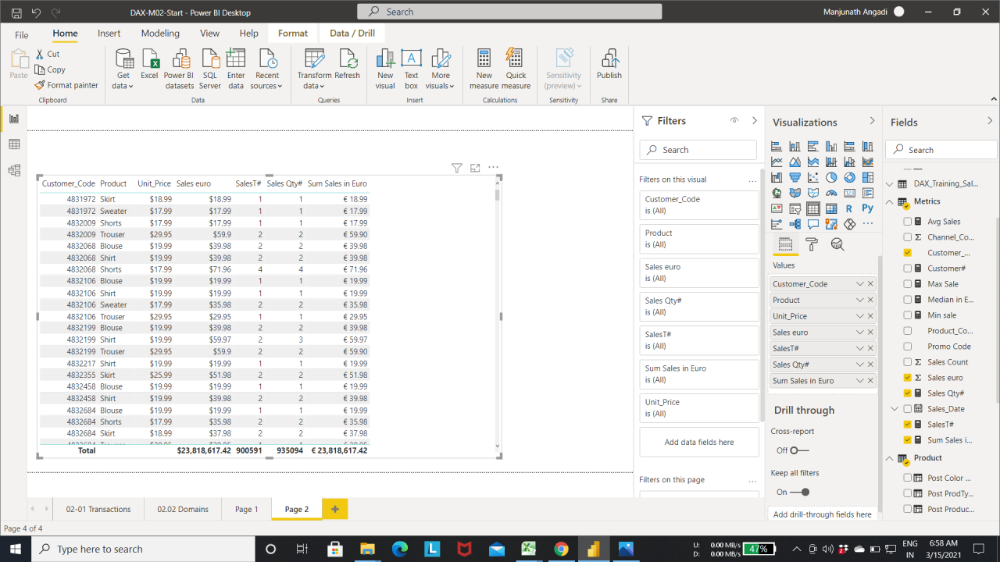 DAX-M02-Start - Power BI Desktop
Search
Manjunath Angadi
File
Home
Insert
Modeling
View
Help
Format
Data / Drill
Paste
Cut
Copy
Format painter
Clipboard
Get data
Excel
Power BI datasets
SQL Server
Enter data
Recent sources
Data
Transform data
Refresh
Queries
New visual
Text box
More visuals
Insert
New measure
Quick measure
Calculations
Sensitivity (preview)
Sensitivity
Publish
Share
Customer_Code Product Unit_Price Sales euro SalesT# Sales Qty# Sum Sales in Euro
4831972 Skirt $18.99 $18.99 1 1 € 18.99
4831972 Sweater $17.99 $17.99 1 1 € 17.99
4832009 Shorts $17.99 $17.99 1 1 € 17.99
4832009 Trouser $29.95 $59.9 2 2 € 59.90
4832068 Blouse $19.99 $39.98 2 2 € 39.98
4832068 Shirt $19.99 $39.98 2 2 € 39.98
4832068 Shorts $17.99 $71.96 4 4 € 71.96
4832106 Blouse $19.99 $19.99 1 1 € 19.99
4832106 Shirt $19.99 $19.99 1 1 € 19.99
4832106 Sweater $17.99 $35.98 2 2 € 35.98
4832106 Trouser $29.95 $29.95 1 1 € 29.95
4832199 Blouse $19.99 $39.98 2 2 € 39.98
4832199 Shirt $19.99 $59.97 2 3 € 59.97
4832199 Trouser $29.95 $59.9 2 2 € 59.90
4832217 Shirt $19.99 $19.99 1 1 € 19.99
4832355 Skirt $25.99 $51.98 2 2 € 51.98
4832458 Blouse $19.99 $19.99 1 1 € 19.99
4832458 Shirt $19.99 $39.98 2 2 € 39.98
4832684 Blouse $19.99 $19.99 1 1 € 19.99
4832684 Shorts $17.99 $35.98 2 2 € 35.98
4832684 Skirt $18.99 $37.98 2 2 € 37.98
Total $23,818,617.42 900591 935094 € 23,818,617.42
Filters
Search
Filters on this visual ...
Customer_Code
is (All)
Product
is (All)
Sales euro
is (All)
Sales Qty#
is (All)
SalesT#
is (All)
Sum Sales in Euro
is (All)
Unit_Price
is (All)
Add data fields here
Filters on this page ...
Visualizations
R
Py
Values
Customer_Code
Product
Unit_Price
Sales euro
SalesT#
Sales Qty#
Sum Sales in Euro
Drill through
Cross-report
Off
Keep all filters
On
Add drill-through fields here
Fields
Search
DAX_Training_Sal...
Metrics
Avg Sales
Channel_Co...
Customer_...
Customer#
Max Sale
Median in E...
Min sale
Product_Co...
Promo Code
Sales Count
Sales euro
Sales Qty#
Sales_Date
SalesT#
Sum Sales i...
Product
Post Color ...
Post ProdTy...
Post Produc...
02-01 Transactions
02.02 Domains
Page 1
Page 2
Page 4 of 4
Type here to search
U: 0.00 MB/s
D: 0.00 MB/s
47%
ENG
IN
6:58 AM
3/15/2021